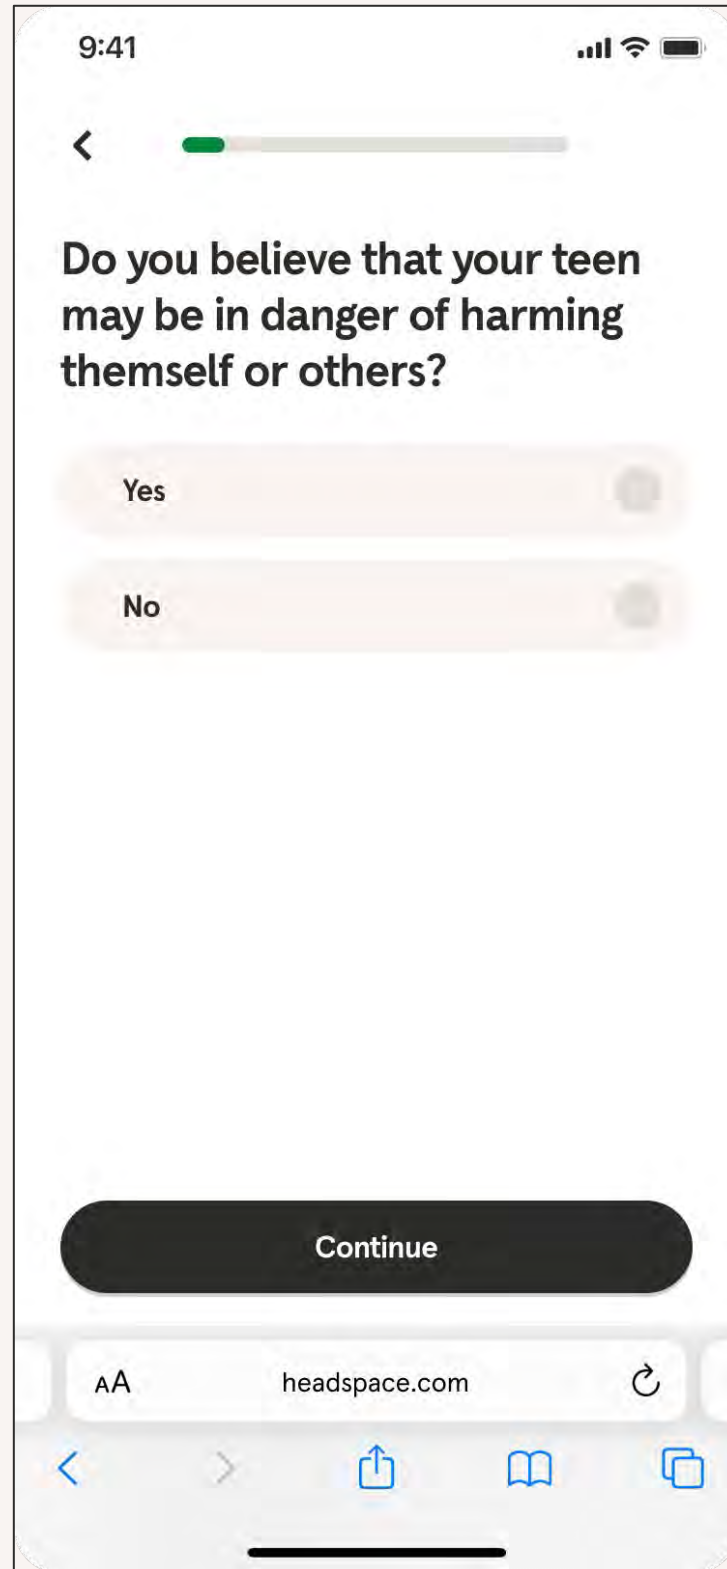 9:41
Do you believe that your teen
may be in danger of harming
themself or others?
Yes
No
Continue
AA
headspace.com